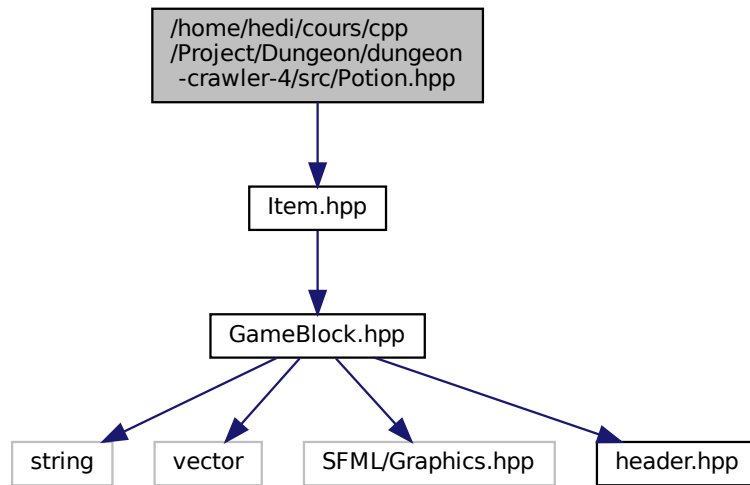 /home/hedi/cours/cpp
/Project/Dungeon/dungeon
-crawler-4/src/Potion.hpp
Item.hpp
GameBlock.hpp
string
vector
SFML/Graphics.hpp
header.hpp